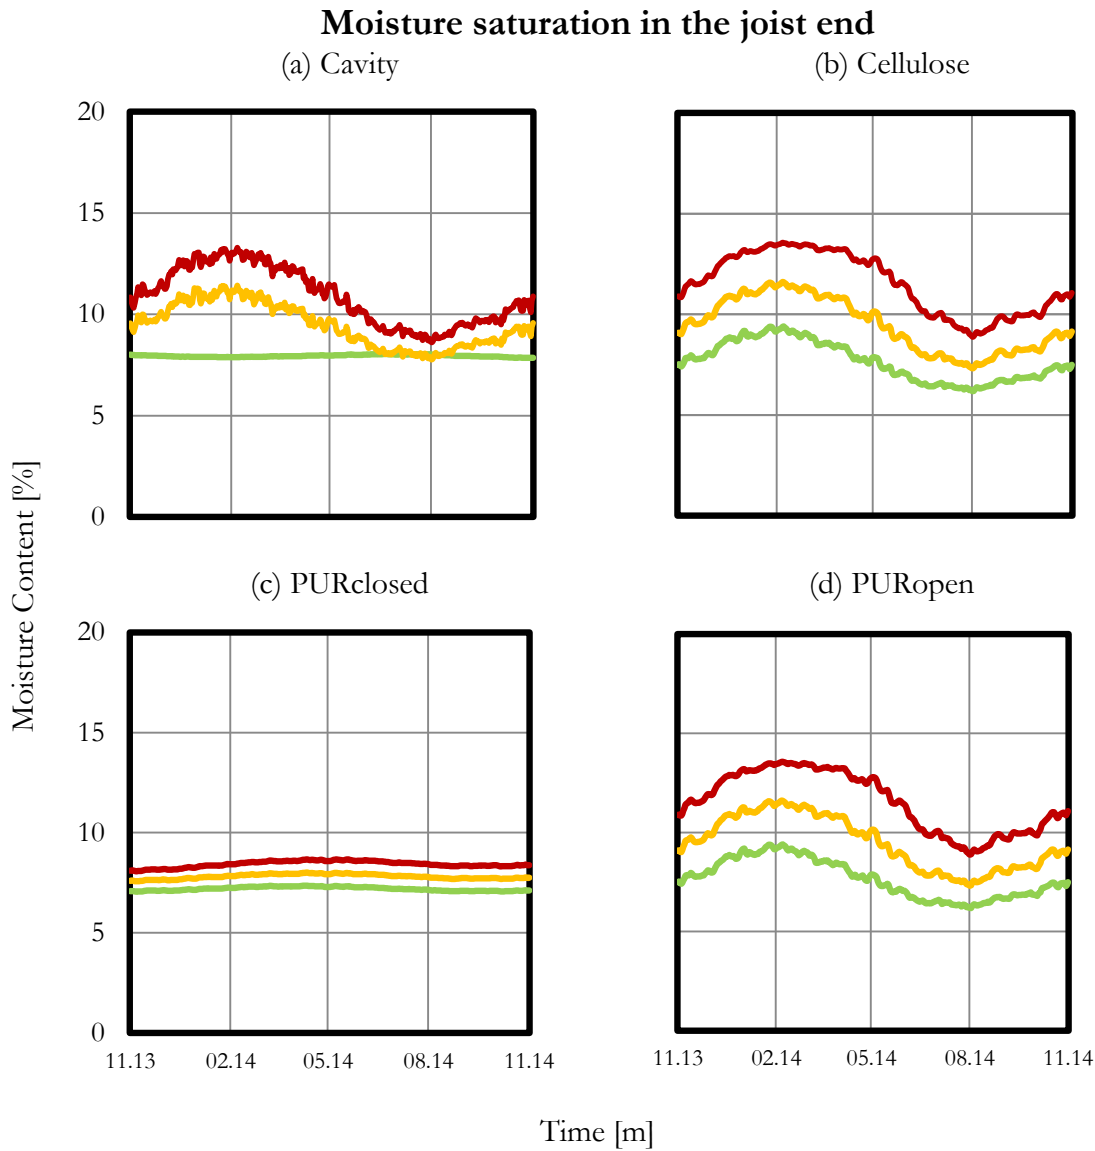 Moisture saturation in the joist end
(a) Cavity
(b) Cellulose
20
15
10
5
0
Moisture Content [%]
(c) PURclosed
(d) PURopen
20
15
10
5
0
11.13 02.14 05.14 08.14 11.14
11.13 02.14 05.14 08.14 11.14
Time [m]